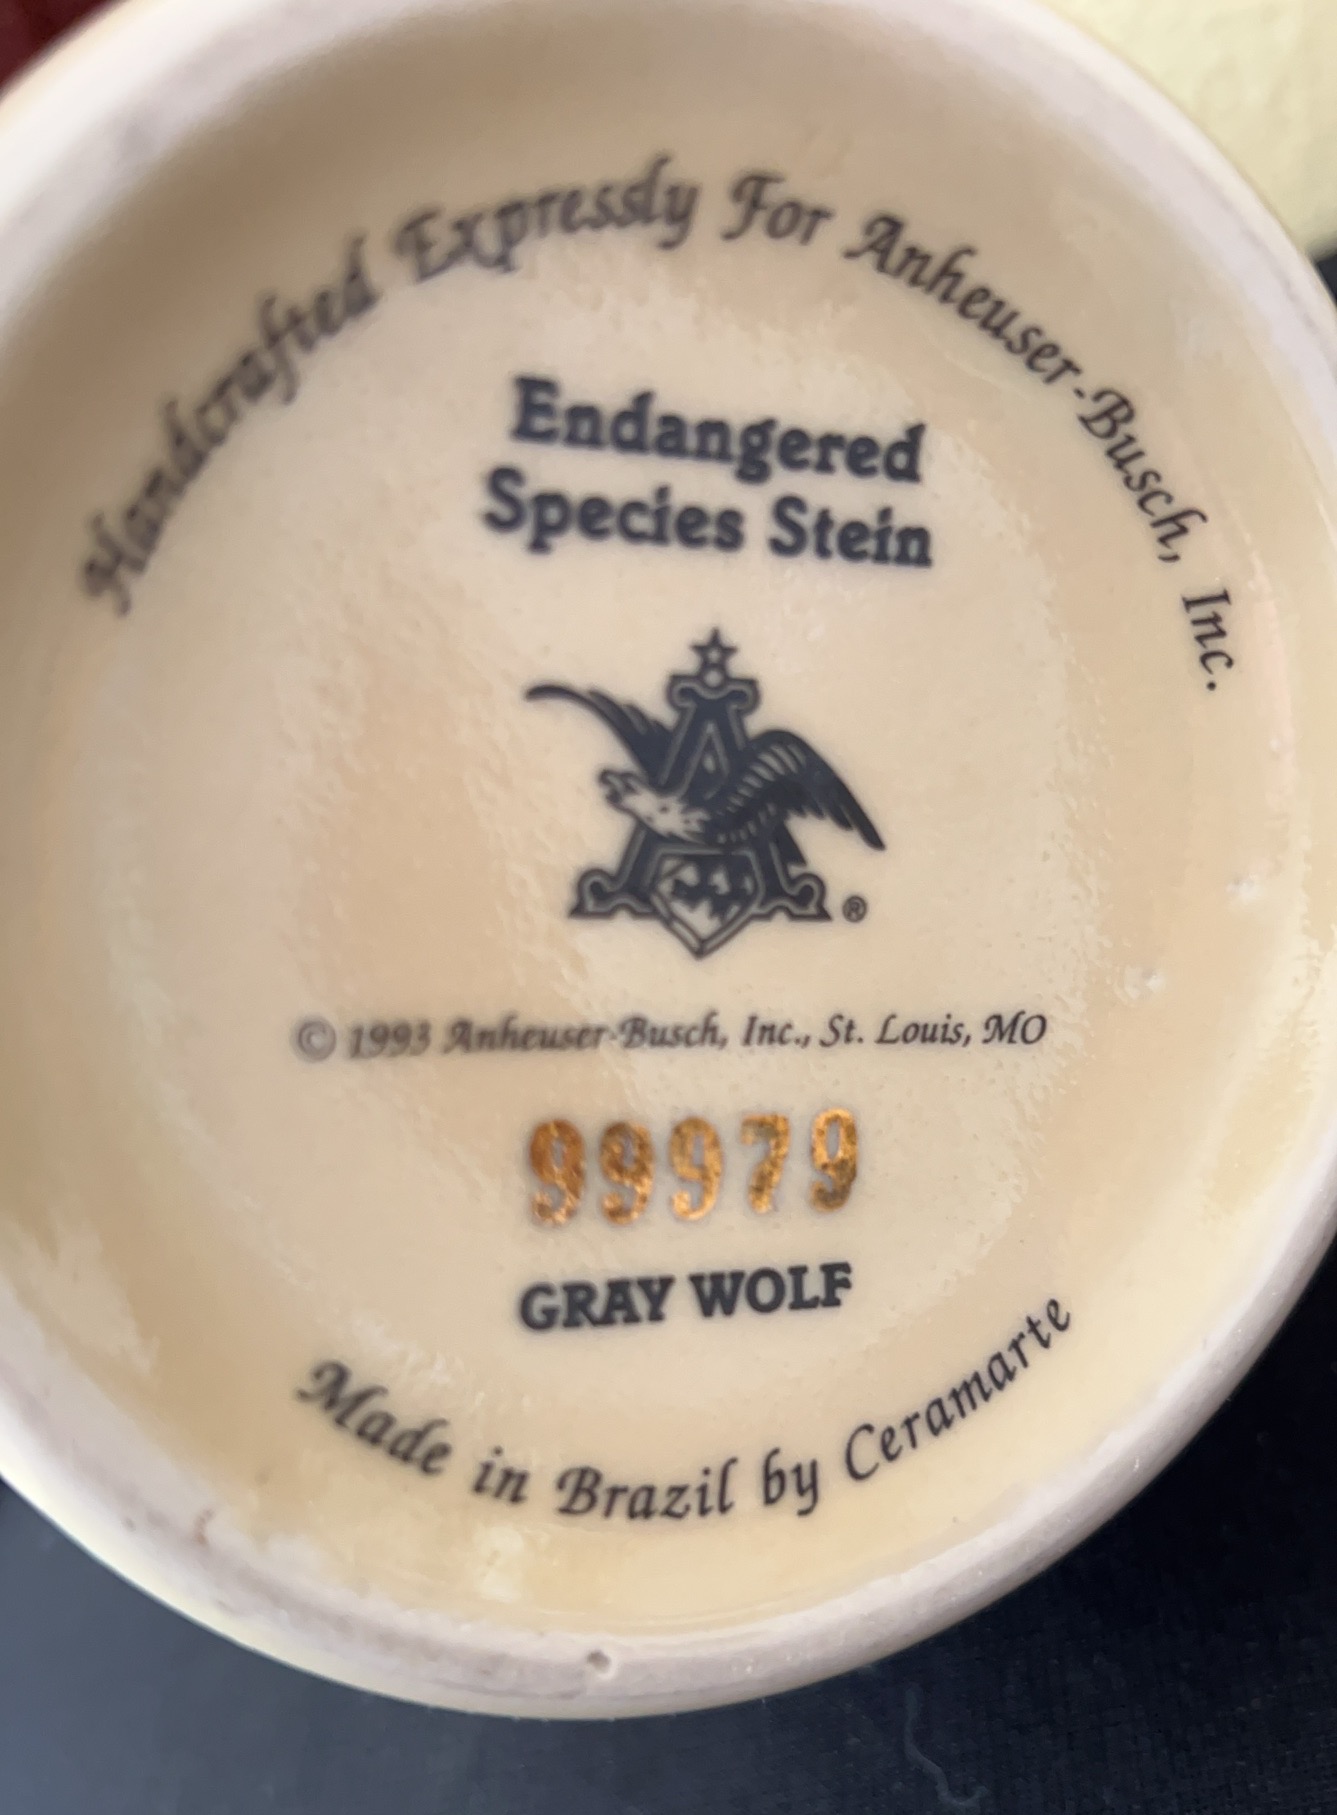 Handcrafted Expressly For Anheuser-Busch, Inc.
Endangered
Species Stein
A
®
© 1993 Anheuser-Busch, Inc., St. Louis, MO
99979
GRAY WOLF
Made in Brazil by Ceramarte